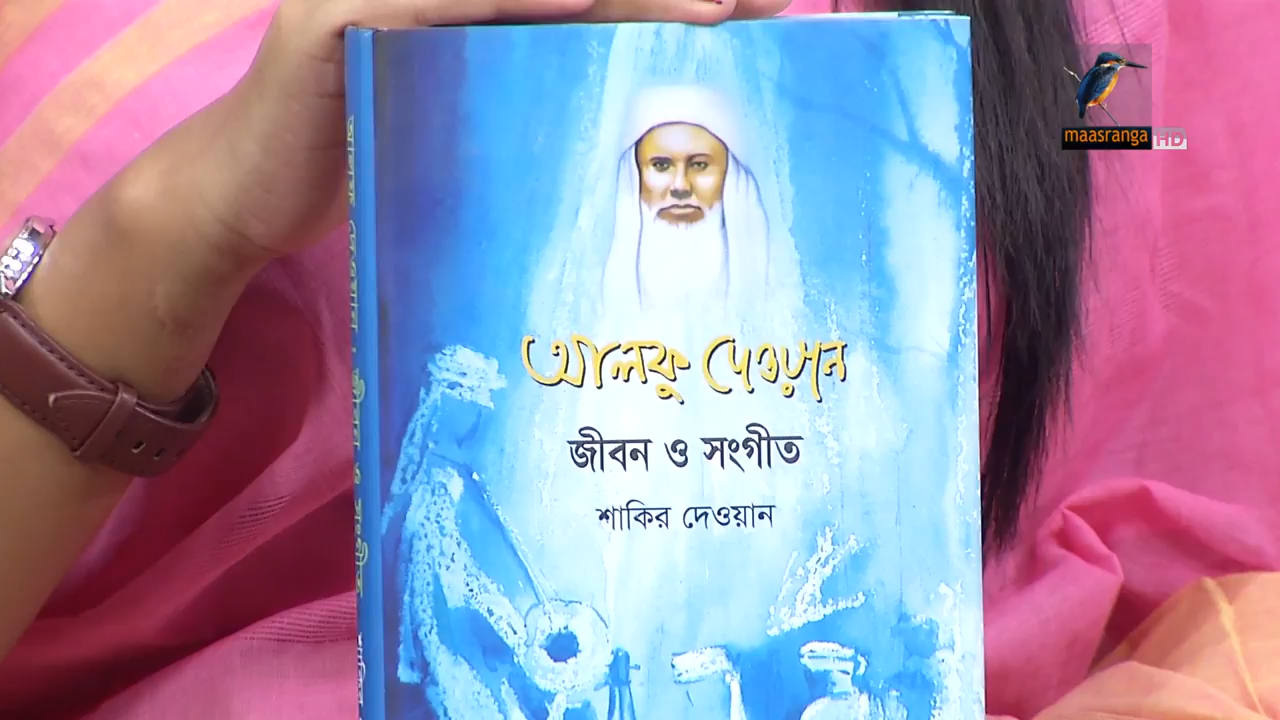 maasranga HD
আলফু দেওয়ান
জীবন ও সংগীত
শাকির দেওয়ান